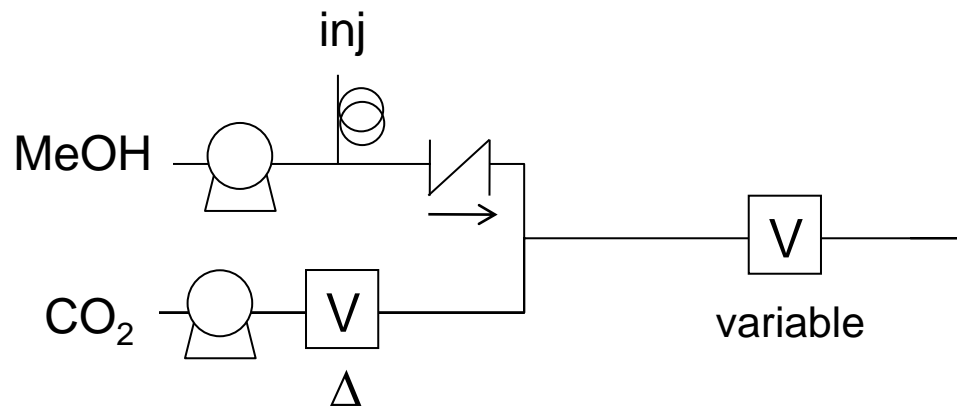 inj
MeOH
V
CO₂
V
variable
Δ